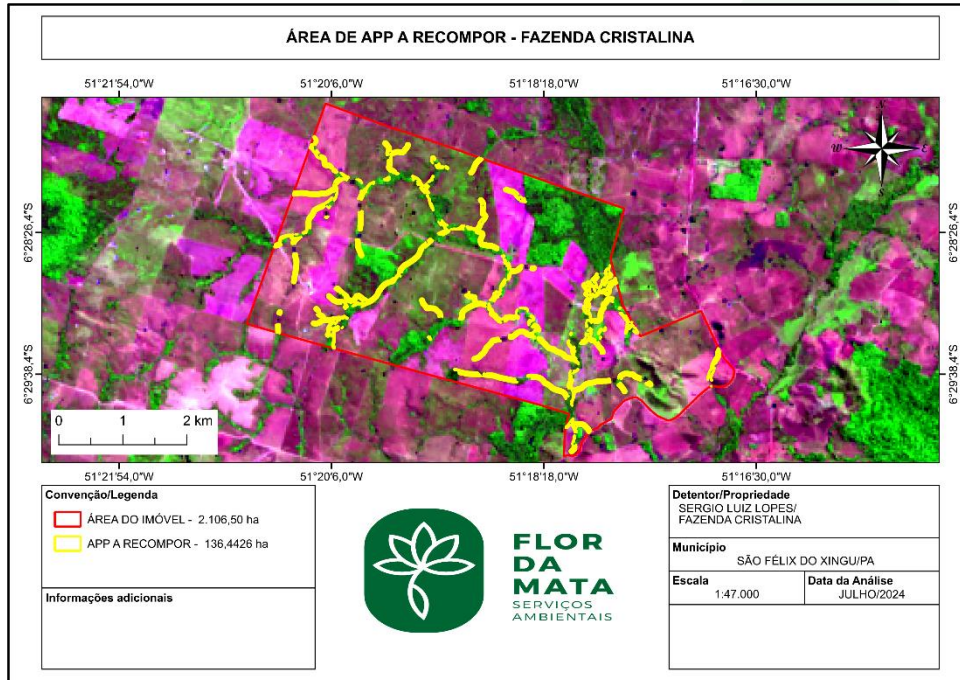 ÁREA DE APP A RECOMPOR - FAZENDA CRISTALINA
51°21'54,0"W 51°20'6,0"W 51°18'18,0"W 51°16'30,0"W
N
W E
S
6°28'26,4"S 6°28'26,4"S
6°29'38,4"S 6°29'38,4"S
0 1 2 km
51°21'54,0"W 51°20'6,0"W 51°18'18,0"W 51°16'30,0"W
Convenção/Legenda
ÁREA DO IMÓVEL - 2.106,50 ha
APP A RECOMPOR - 136,4426 ha
Informações adicionais
FLOR
DA
MATA
SERVIÇOS
AMBIENTAIS
Detentor/Propriedade
SERGIO LUIZ LOPES/
FAZENDA CRISTALINA
Município
SÃO FÉLIX DO XINGU/PA
Escala
1:47.000
Data da Análise
JULHO/2024